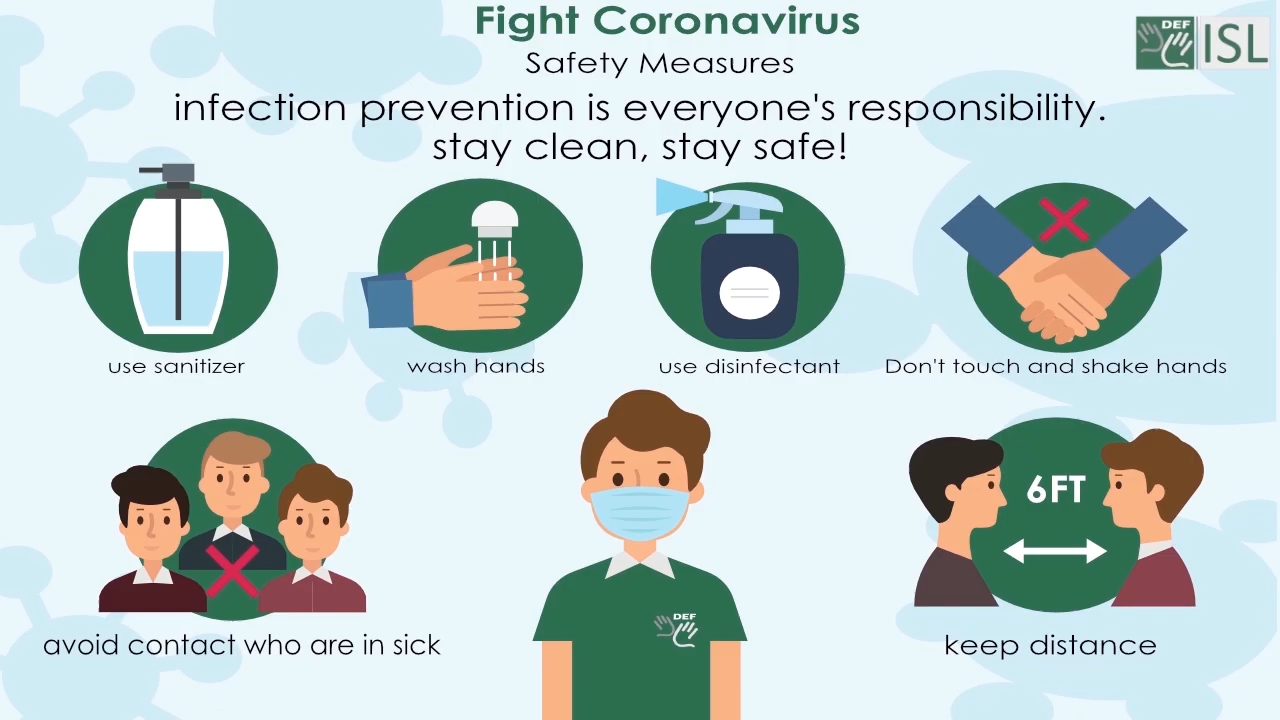 Fight Coronavirus
DEF
ISL
Safety Measures
infection prevention is everyone's responsibility.
stay clean, stay safe!
use sanitizer
wash hands
use disinfectant
Don't touch and shake hands
6FT
DEF
avoid contact who are in sick
keep distance